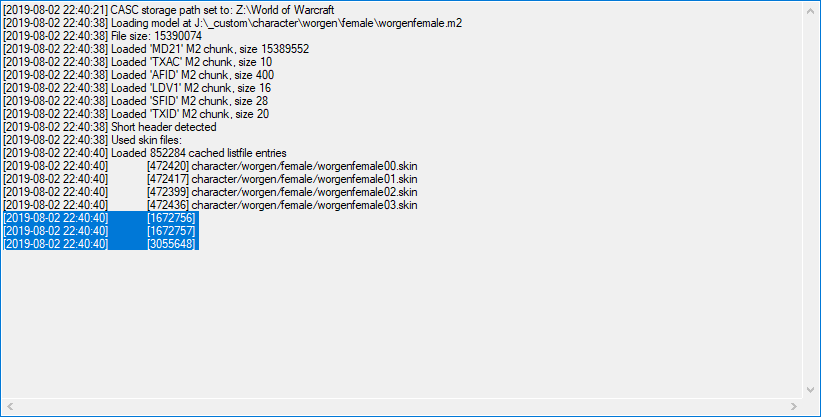 [2019-08-02 22:40:21] CASC storage path set to: Z:\World of Warcraft
[2019-08-02 22:40:38] Loading model at J:\_custom\character\worgen\female\worgenfemale.m2
[2019-08-02 22:40:38] File size: 15390074
[2019-08-02 22:40:38] Loaded 'MD21' M2 chunk, size 15389552
[2019-08-02 22:40:38] Loaded 'TXAC' M2 chunk, size 10
[2019-08-02 22:40:38] Loaded 'AFID' M2 chunk, size 400
[2019-08-02 22:40:38] Loaded 'LDV1' M2 chunk, size 16
[2019-08-02 22:40:38] Loaded 'SFID' M2 chunk, size 28
[2019-08-02 22:40:38] Loaded 'TXID' M2 chunk, size 20
[2019-08-02 22:40:38] Short header detected
[2019-08-02 22:40:38] Used skin files:
[2019-08-02 22:40:40] Loaded 852284 cached listfile entries
[2019-08-02 22:40:40] [472420] character/worgen/female/worgenfemale00.skin
[2019-08-02 22:40:40] [472417] character/worgen/female/worgenfemale01.skin
[2019-08-02 22:40:40] [472399] character/worgen/female/worgenfemale02.skin
[2019-08-02 22:40:40] [472436] character/worgen/female/worgenfemale03.skin
[2019-08-02 22:40:40] [1672756]
[2019-08-02 22:40:40] [1672757]
[2019-08-02 22:40:40] [3055648]